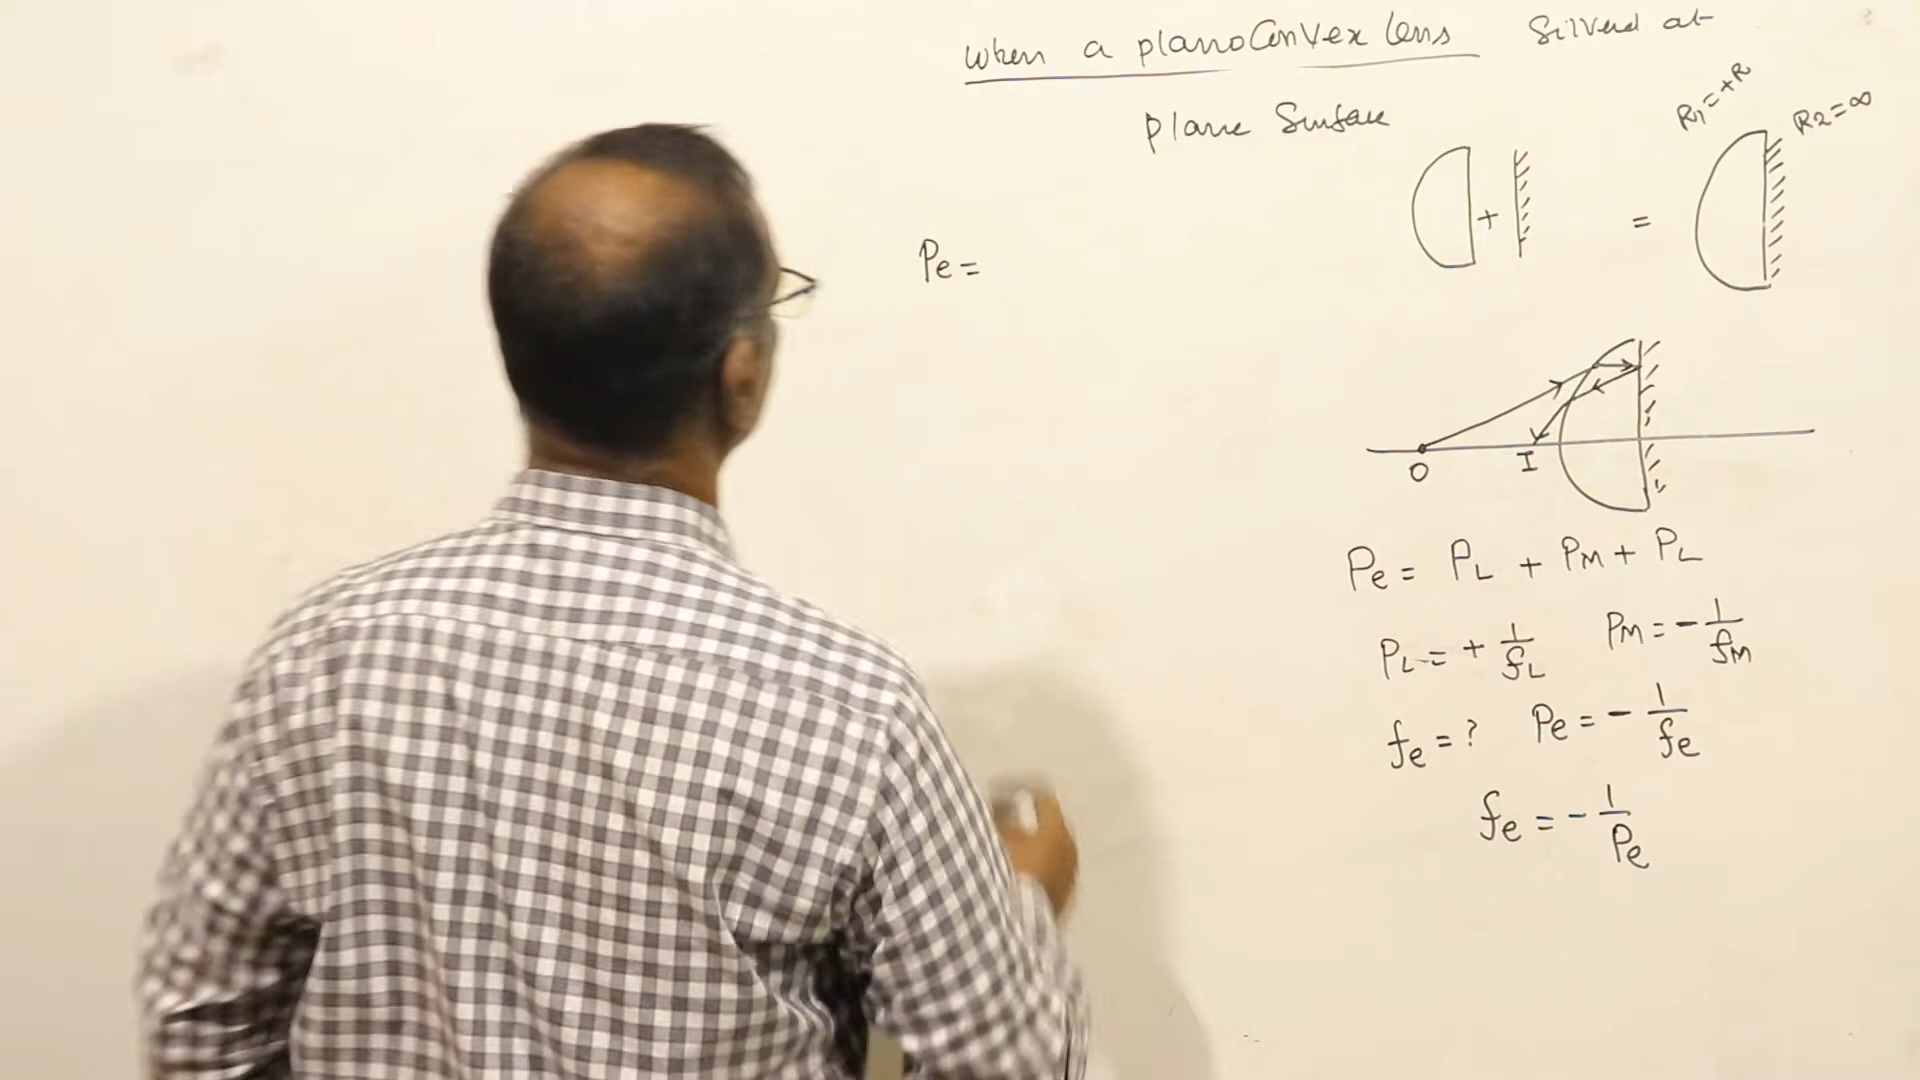 when a planoConvex lens Silverd at
plane Surface
R1=+R R2=∞
+ =
Pe=
O I
Pe = PL + PM + PL
PL = + 1/fL PM = - 1/fM
fe = ? Pe = - 1/fe
fe = - 1/Pe